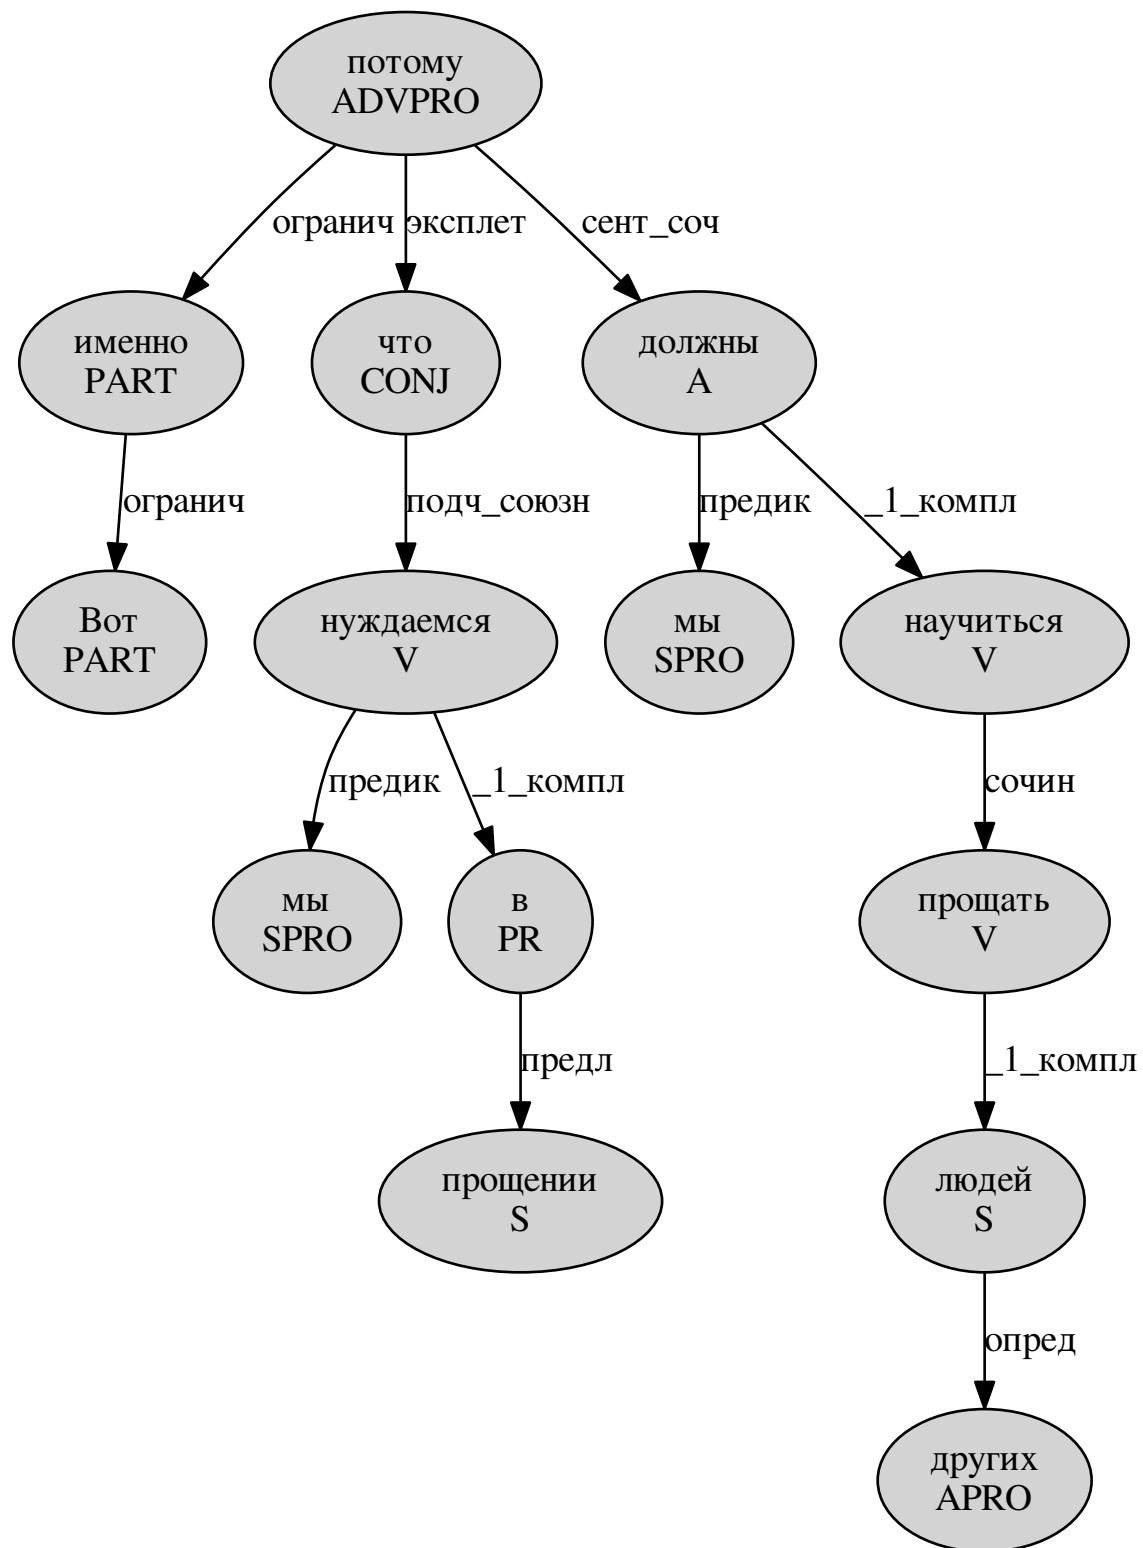 потому
ADVPRO
огранич
эксплет
сент_соч
именно
PART
что
CONJ
должны
A
огранич
подч_союзн
предик
_1_компл
Вот
PART
нуждаемся
V
мы
SPRO
научиться
V
предик
_1_компл
сочин
мы
SPRO
в
PR
прощать
V
предл
_1_компл
прощении
S
людей
S
опред
других
APRO